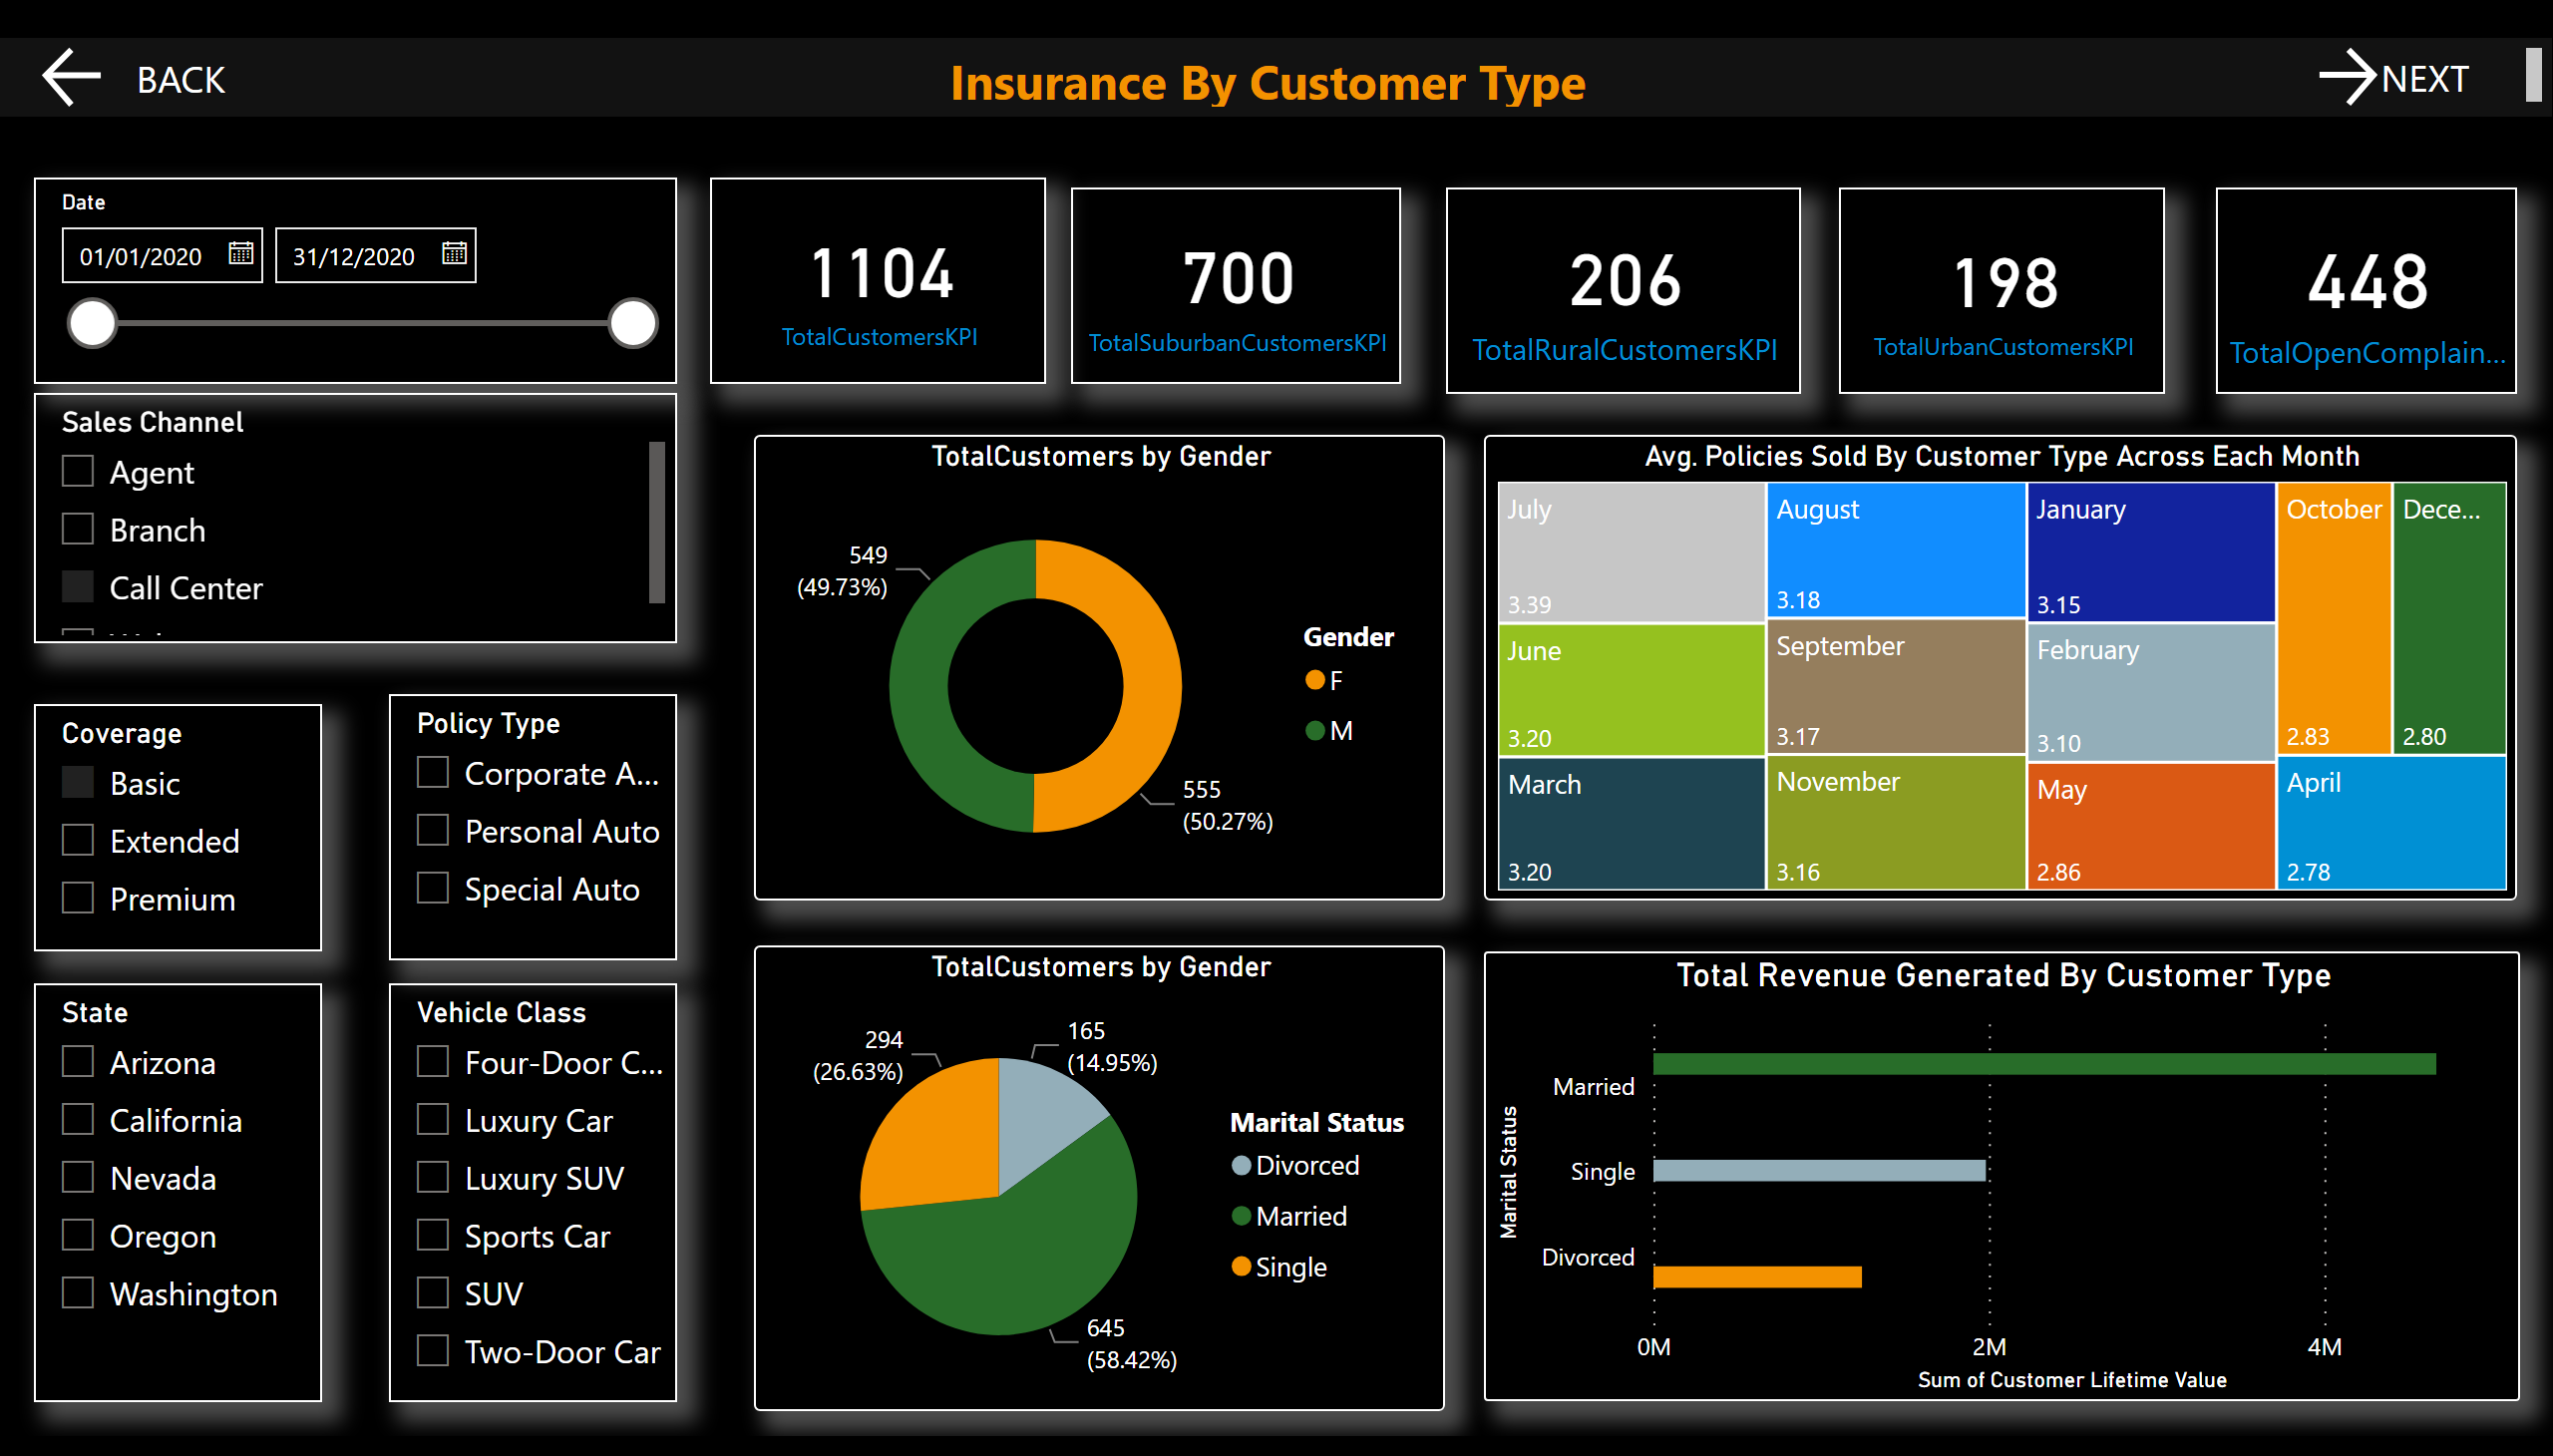 BACK
Insurance By Customer Type
NEXT
Date
01/01/2020
31/12/2020
1104
TotalCustomersKPI
700
TotalSuburbanCustomersKPI
206
TotalRuralCustomersKPI
198
TotalUrbanCustomersKPI
448
TotalOpenComplain...
Sales Channel
Agent
Branch
Call Center
Coverage
Basic
Extended
Premium
Policy Type
Corporate A...
Personal Auto
Special Auto
State
Arizona
California
Nevada
Oregon
Washington
Vehicle Class
Four-Door C...
Luxury Car
Luxury SUV
Sports Car
SUV
Two-Door Car
TotalCustomers by Gender
549
(49.73%)
555
(50.27%)
Gender
F
M
Avg. Policies Sold By Customer Type Across Each Month
July
3.39
June
3.20
March
3.20
August
3.18
September
3.17
November
3.16
January
3.15
February
3.10
May
2.86
October
2.83
Dece...
2.80
April
2.78
TotalCustomers by Gender
294
(26.63%)
165
(14.95%)
645
(58.42%)
Marital Status
Divorced
Married
Single
Total Revenue Generated By Customer Type
Marital Status
Married
Single
Divorced
0M
2M
4M
Sum of Customer Lifetime Value